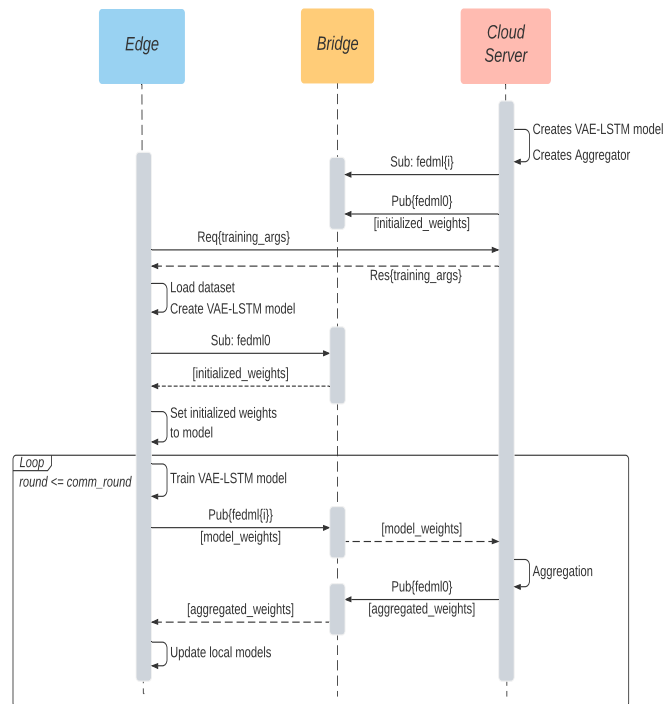 Edge
Bridge
Cloud
Server
Creates VAE-LSTM model
Creates Aggregator
Sub: fedml{i}
Pub{fedml0}
[initialized_weights]
Req{training_args}
Res{training_args}
Load dataset
Create VAE-LSTM model
Sub: fedml0
[initialized_weights]
Set initialized weights
to model
Loop
round <= comm_round
Train VAE-LSTM model
Pub{fedml{i}}
[model_weights]
[model_weights]
Aggregation
Pub{fedml0}
[aggregated_weights]
[aggregated_weights]
Update local models